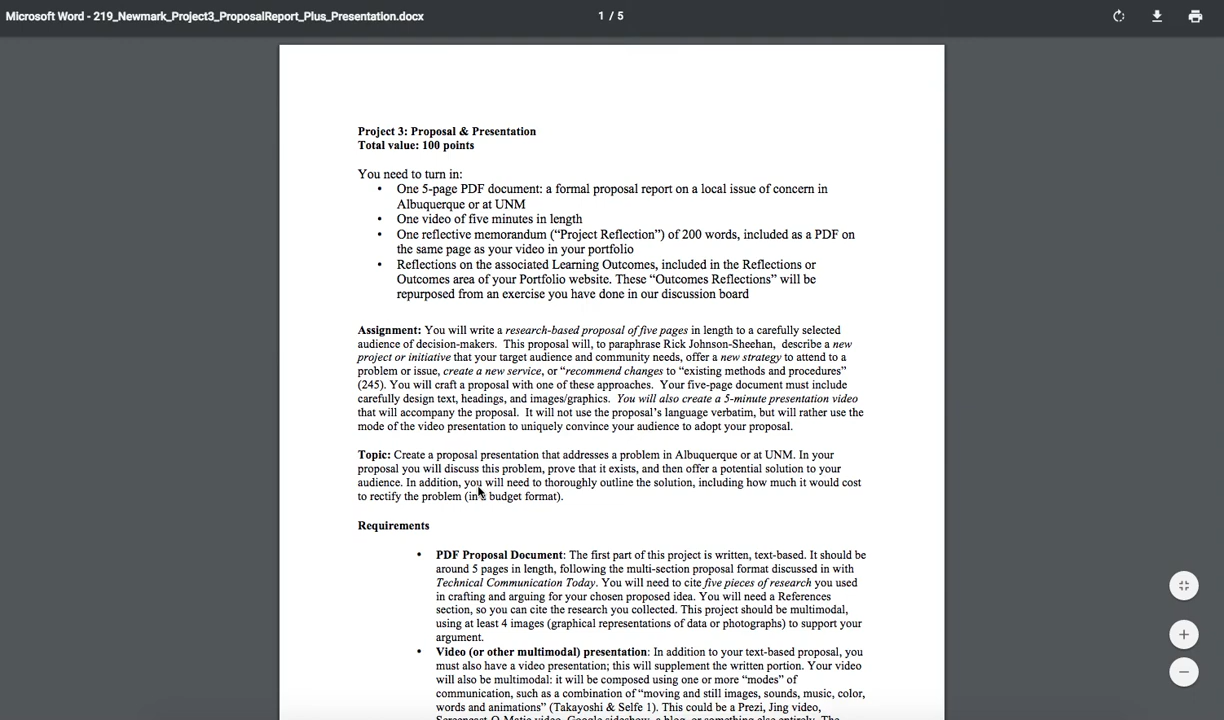 Microsoft Word - 219_Newmark_Project3_ProposalReport_Plus_Presentation.docx
1 / 5
Project 3: Proposal & Presentation
Total value: 100 points
You need to turn in:
• One 5-page PDF document: a formal proposal report on a local issue of concern in
Albuquerque or at UNM
• One video of five minutes in length
• One reflective memorandum (“Project Reflection”) of 200 words, included as a PDF on
the same page as your video in your portfolio
• Reflections on the associated Learning Outcomes, included in the Reflections or
Outcomes area of your Portfolio website. These “Outcomes Reflections” will be
repurposed from an exercise you have done in our discussion board
Assignment: You will write a research-based proposal of five pages in length to a carefully selected
audience of decision-makers. This proposal will, to paraphrase Rick Johnson-Sheehan, describe a new
project or initiative that your target audience and community needs, offer a new strategy to attend to a
problem or issue, create a new service, or “recommend changes to “existing methods and procedures”
(245). You will craft a proposal with one of these approaches. Your five-page document must include
carefully design text, headings, and images/graphics. You will also create a 5-minute presentation video
that will accompany the proposal. It will not use the proposal’s language verbatim, but will rather use the
mode of the video presentation to uniquely convince your audience to adopt your proposal.
Topic: Create a proposal presentation that addresses a problem in Albuquerque or at UNM. In your
proposal you will discuss this problem, prove that it exists, and then offer a potential solution to your
audience. In addition, you will need to thoroughly outline the solution, including how much it would cost
to rectify the problem (in a budget format).
Requirements
• PDF Proposal Document: The first part of this project is written, text-based. It should be
around 5 pages in length, following the multi-section proposal format discussed in with
Technical Communication Today. You will need to cite five pieces of research you used
in crafting and arguing for your chosen proposed idea. You will need a References
section, so you can cite the research you collected. This project should be multimodal,
using at least 4 images (graphical representations of data or photographs) to support your
argument.
• Video (or other multimodal) presentation: In addition to your text-based proposal, you
must also have a video presentation; this will supplement the written portion. Your video
will also be multimodal: it will be composed using one or more “modes” of
communication, such as a combination of “moving and still images, sounds, music, color,
words and animations” (Takayoshi & Selfe 1). This could be a Prezi, Jing video,
Screencast-O-Matic video, Google slideshow, a blog, or something else entirely. The